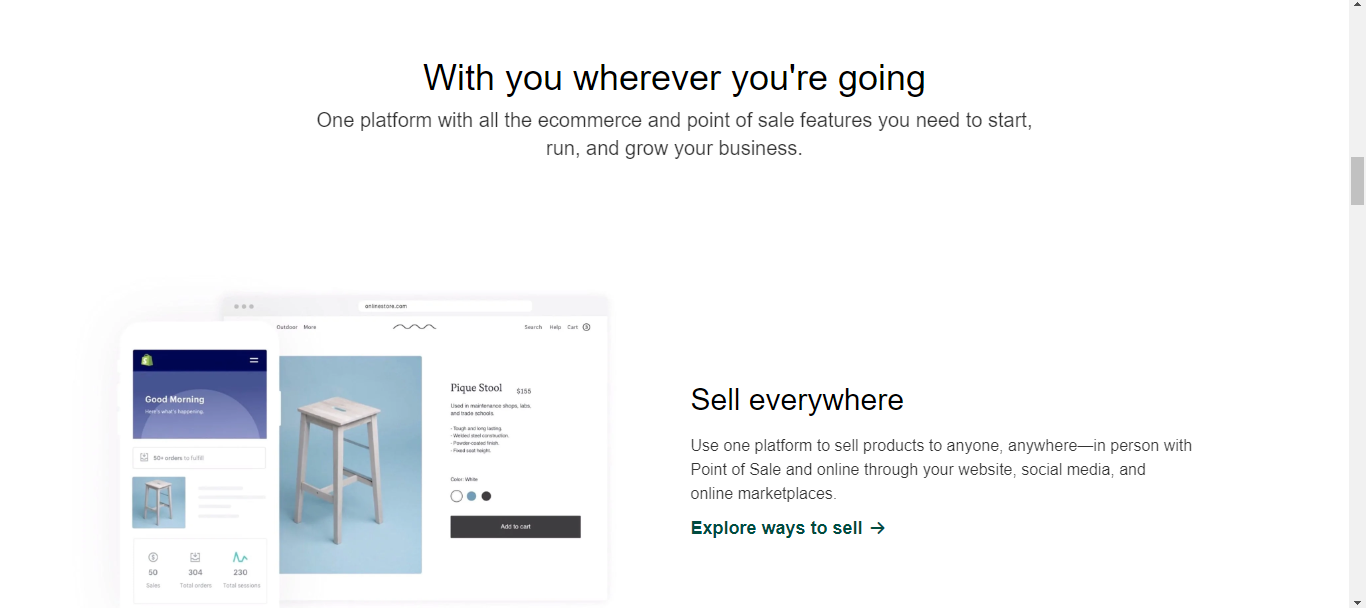 With you wherever you're going
One platform with all the ecommerce and point of sale features you need to start,
run, and grow your business.
onlinestore.com
Outdoor More
Search Help Cart
Good Morning
Here's what's happening.
50+ orders to fulfill
50 304 230
Sales Total orders Total sessions
Pique Stool $155
Used in maintenance shops, labs,
and trade schools.
- Tough and long lasting.
- Welded steel construction.
- Powder-coated finish.
- Fixed seat height.
Color: White
Add to cart
Sell everywhere
Use one platform to sell products to anyone, anywhere—in person with
Point of Sale and online through your website, social media, and
online marketplaces.
Explore ways to sell →